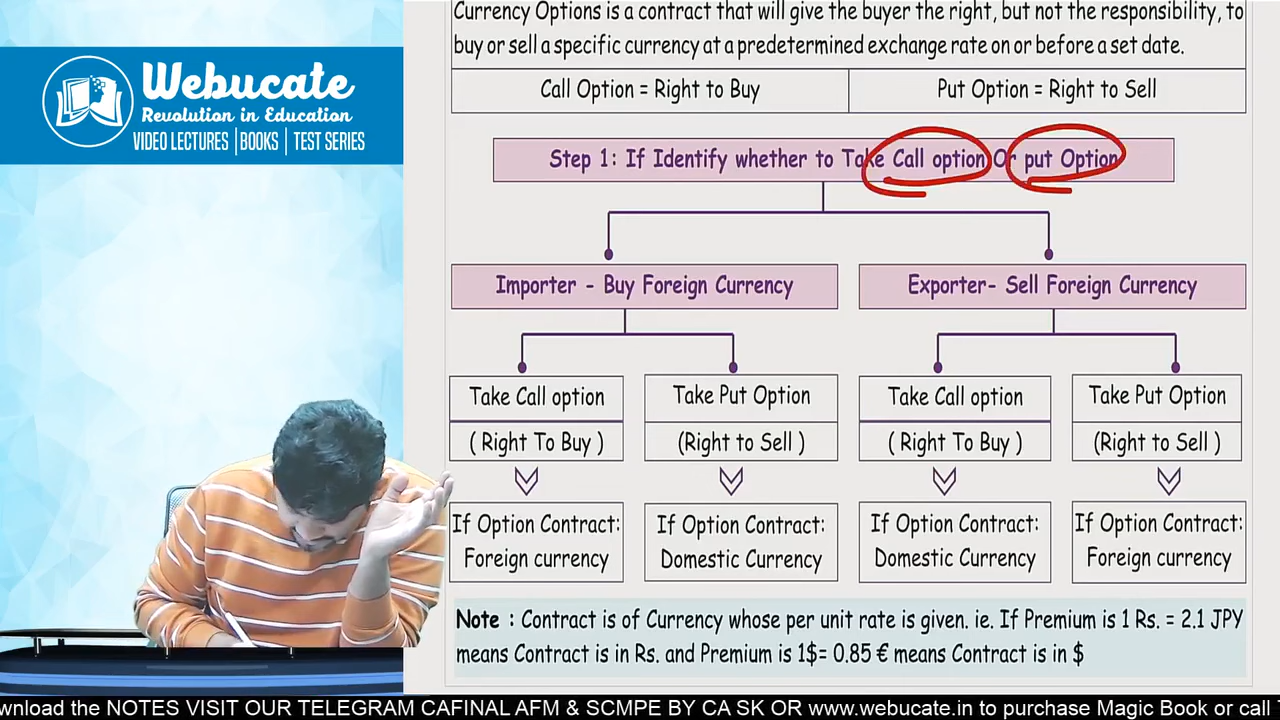 Currency Options is a contract that will give the buyer the right, but not the responsibility, to
buy or sell a specific currency at a predetermined exchange rate on or before a set date.
Call Option = Right to Buy
Put Option = Right to Sell
Webucate
Revolution in Education
VIDEO LECTURES | BOOKS | TEST SERIES
Step 1: If Identify whether to Take Call option Or put Option
Importer - Buy Foreign Currency
Exporter- Sell Foreign Currency
Take Call option
( Right To Buy )
If Option Contract:
Foreign currency
Take Put Option
(Right to Sell )
If Option Contract:
Domestic Currency
Take Call option
( Right To Buy )
If Option Contract:
Domestic Currency
Take Put Option
(Right to Sell )
If Option Contract:
Foreign currency
Note : Contract is of Currency whose per unit rate is given. ie. If Premium is 1 Rs. = 2.1 JPY
means Contract is in Rs. and Premium is 1$= 0.85 € means Contract is in $
wnload the NOTES VISIT OUR TELEGRAM CAFINAL AFM & SCMPE BY CA SK OR www.webucate.in to purchase Magic Book or call